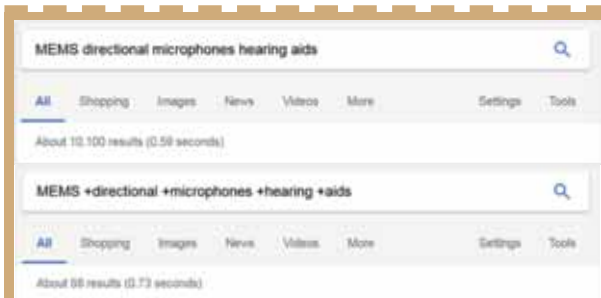 MEMS directional microphones hearing aids
All Shopping Images News Videos More Settings Tools
About 10,100 results (0.59 seconds)
MEMS +directional +microphones +hearing +aids
All Shopping Images News Videos More Settings Tools
About 88 results (0.73 seconds)